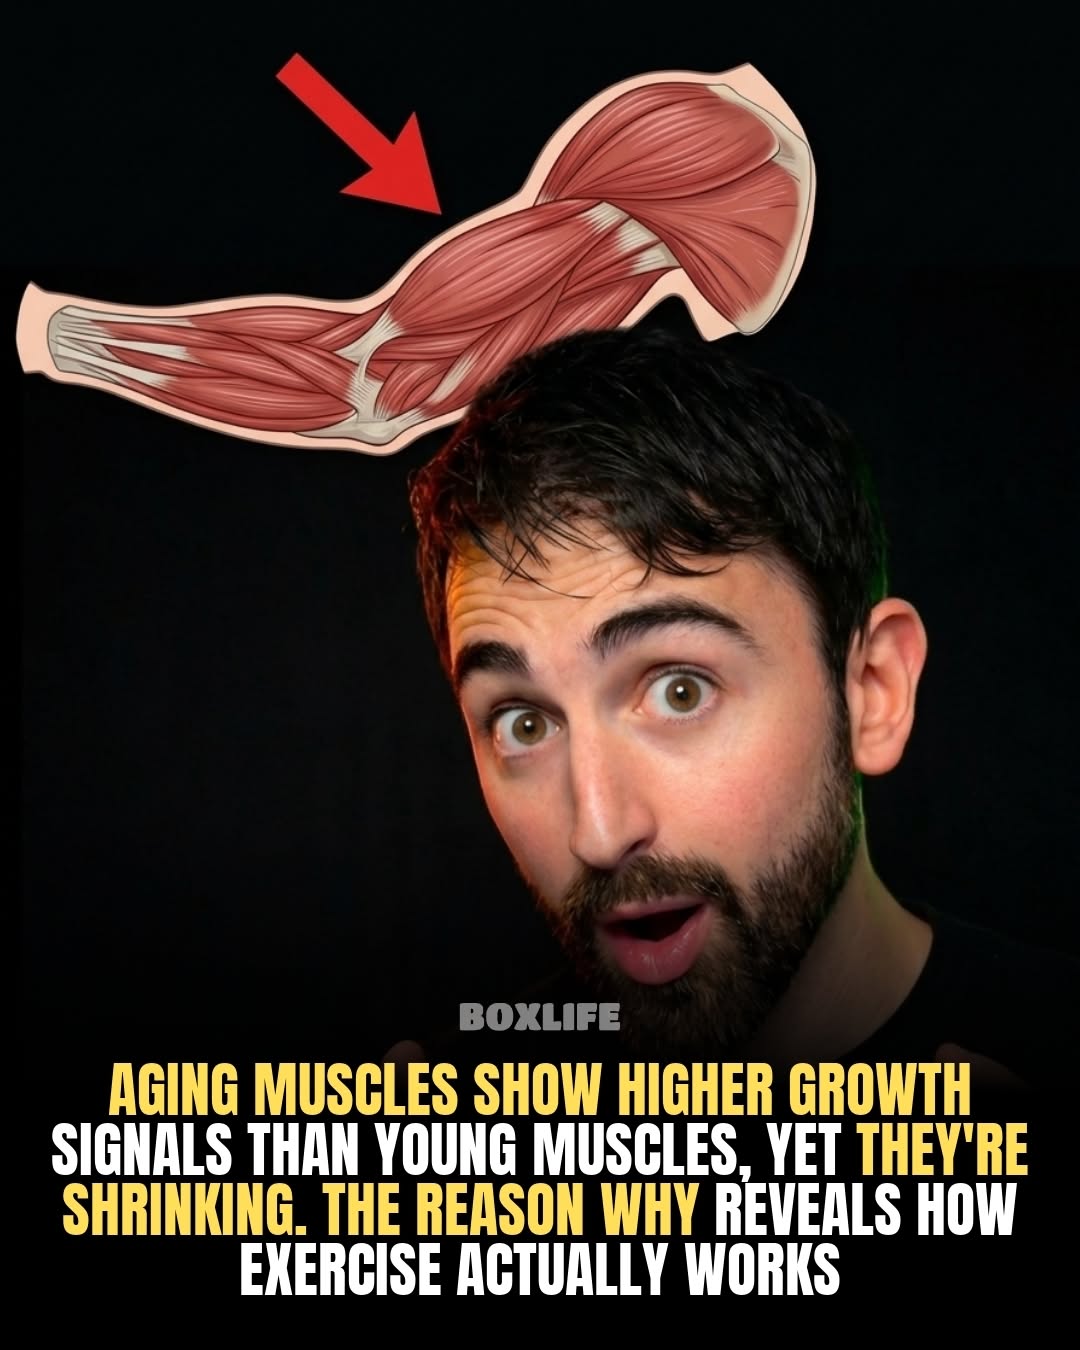 BOXLIFE
AGING MUSCLES SHOW HIGHER GROWTH
SIGNALS THAN YOUNG MUSCLES, YET THEY'RE
SHRINKING. THE REASON WHY REVEALS HOW
EXERCISE ACTUALLY WORKS